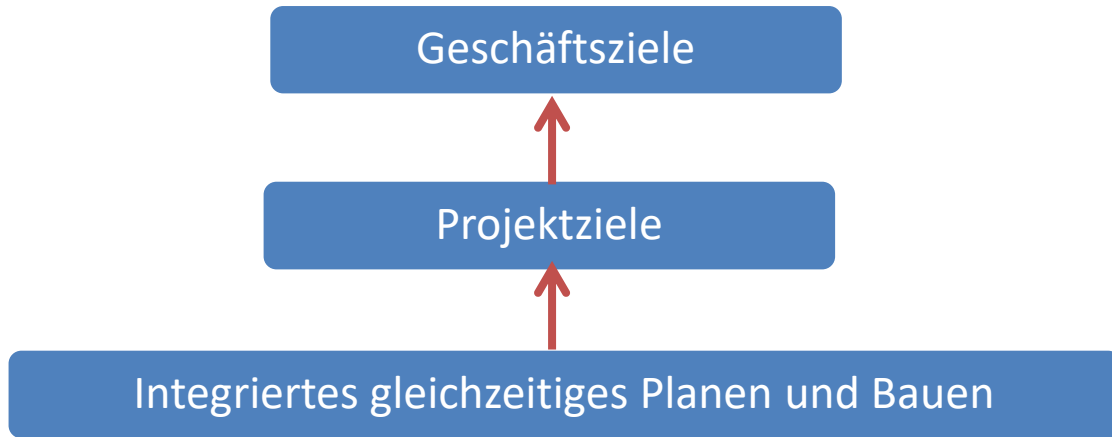 Geschäftsziele
Projektziele
Integriertes gleichzeitiges Planen und Bauen